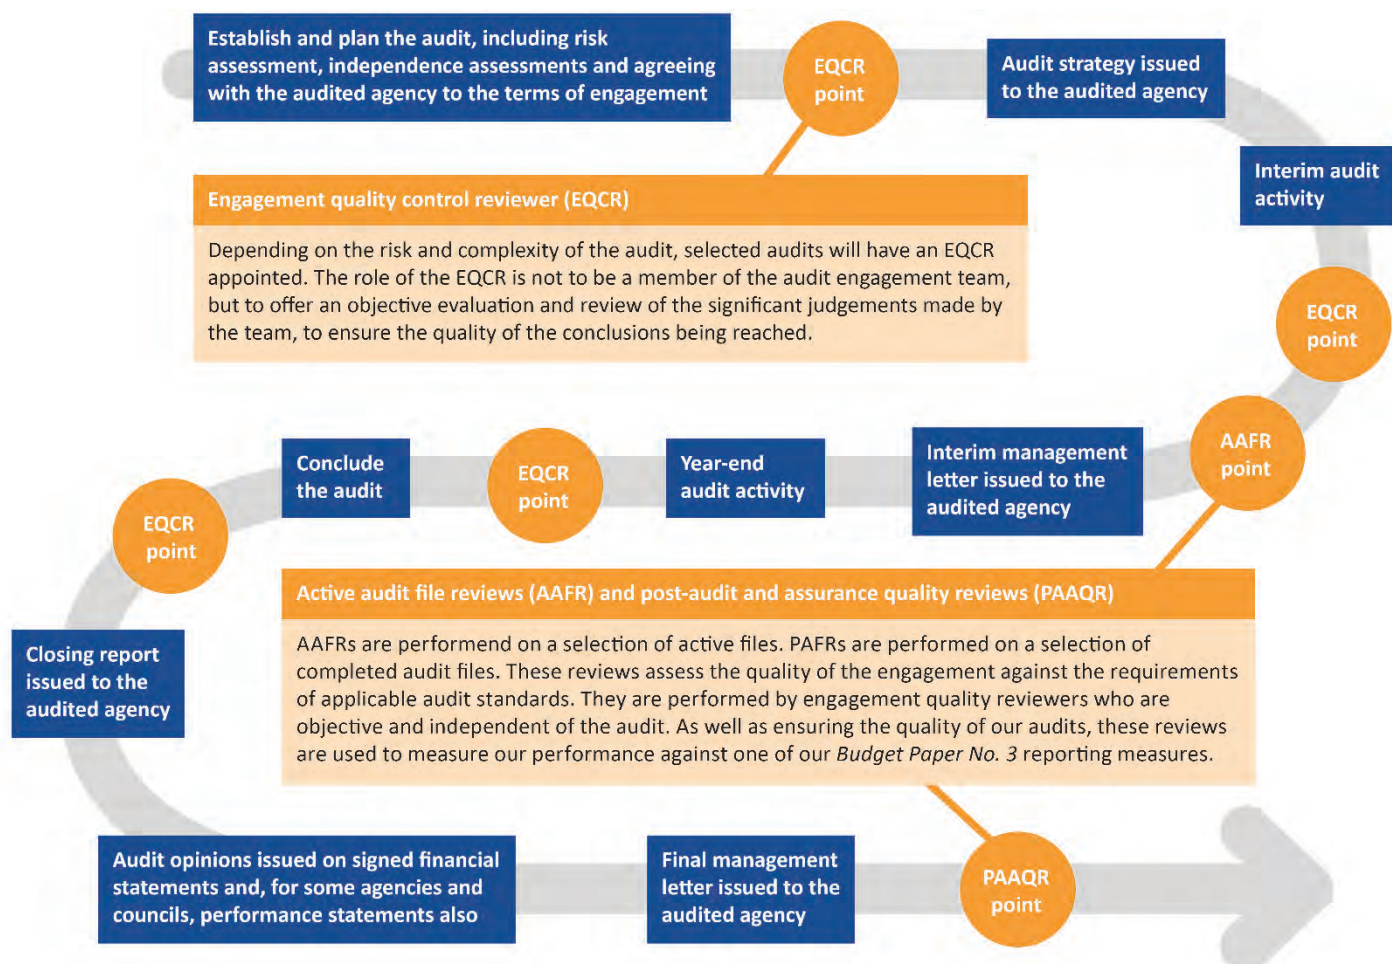 Establish and plan the audit, including risk
assessment, independence assessments and agreeing
with the audited agency to the terms of engagement
EQCR
point
Audit strategy issued
to the audited agency
Interim audit
activity
Engagement quality control reviewer (EQCR)
Depending on the risk and complexity of the audit, selected audits will have an EQCR
appointed. The role of the EQCR is not to be a member of the audit engagement team,
but to offer an objective evaluation and review of the significant judgements made by
the team, to ensure the quality of the conclusions being reached.
EQCR
point
AAFR
point
Interim management
letter issued to the
audited agency
Year-end
audit activity
EQCR
point
Conclude
the audit
EQCR
point
Active audit file reviews (AAFR) and post-audit and assurance quality reviews (PAAQR)
AAFRs are performend on a selection of active files. PAFRs are performed on a selection of
completed audit files. These reviews assess the quality of the engagement against the requirements
of applicable audit standards. They are performed by engagement quality reviewers who are
objective and independent of the audit. As well as ensuring the quality of our audits, these reviews
are used to measure our performance against one of our Budget Paper No. 3 reporting measures.
Closing report
issued to the
audited agency
Audit opinions issued on signed financial
statements and, for some agencies and
councils, performance statements also
Final management
letter issued to the
audited agency
PAAQR
point